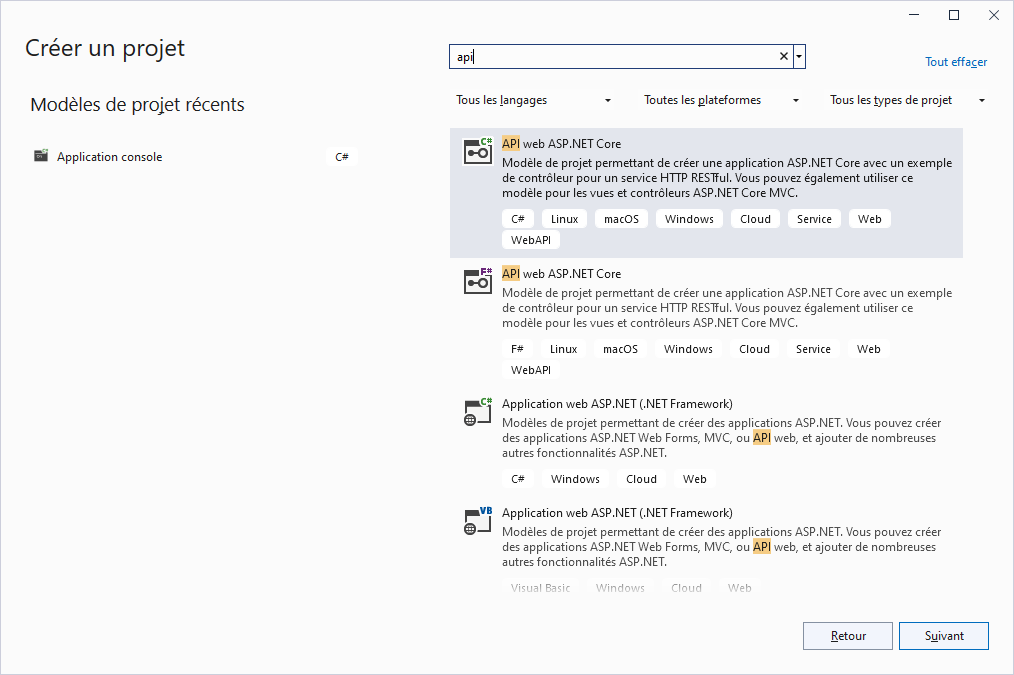 Créer un projet
api
Tout effacer
Modèles de projet récents
Tous les langages
Toutes les plateformes
Tous les types de projet
Application console
C#
C#
API web ASP.NET Core
Modèle de projet permettant de créer une application ASP.NET Core avec un exemple
de contrôleur pour un service HTTP RESTful. Vous pouvez également utiliser ce
modèle pour les vues et contrôleurs ASP.NET Core MVC.
C# Linux macOS Windows Cloud Service Web
WebAPI
F#
API web ASP.NET Core
Modèle de projet permettant de créer une application ASP.NET Core avec un exemple
de contrôleur pour un service HTTP RESTful. Vous pouvez également utiliser ce
modèle pour les vues et contrôleurs ASP.NET Core MVC.
F# Linux macOS Windows Cloud Service Web
WebAPI
C#
Application web ASP.NET (.NET Framework)
Modèles de projet permettant de créer des applications ASP.NET. Vous pouvez créer
des applications ASP.NET Web Forms, MVC, ou API web, et ajouter de nombreuses
autres fonctionnalités ASP.NET.
C# Windows Cloud Web
VB
Application web ASP.NET (.NET Framework)
Modèles de projet permettant de créer des applications ASP.NET. Vous pouvez créer
des applications ASP.NET Web Forms, MVC, ou API web, et ajouter de nombreuses
autres fonctionnalités ASP.NET.
Visual Basic Windows Cloud Web
Retour
Suivant